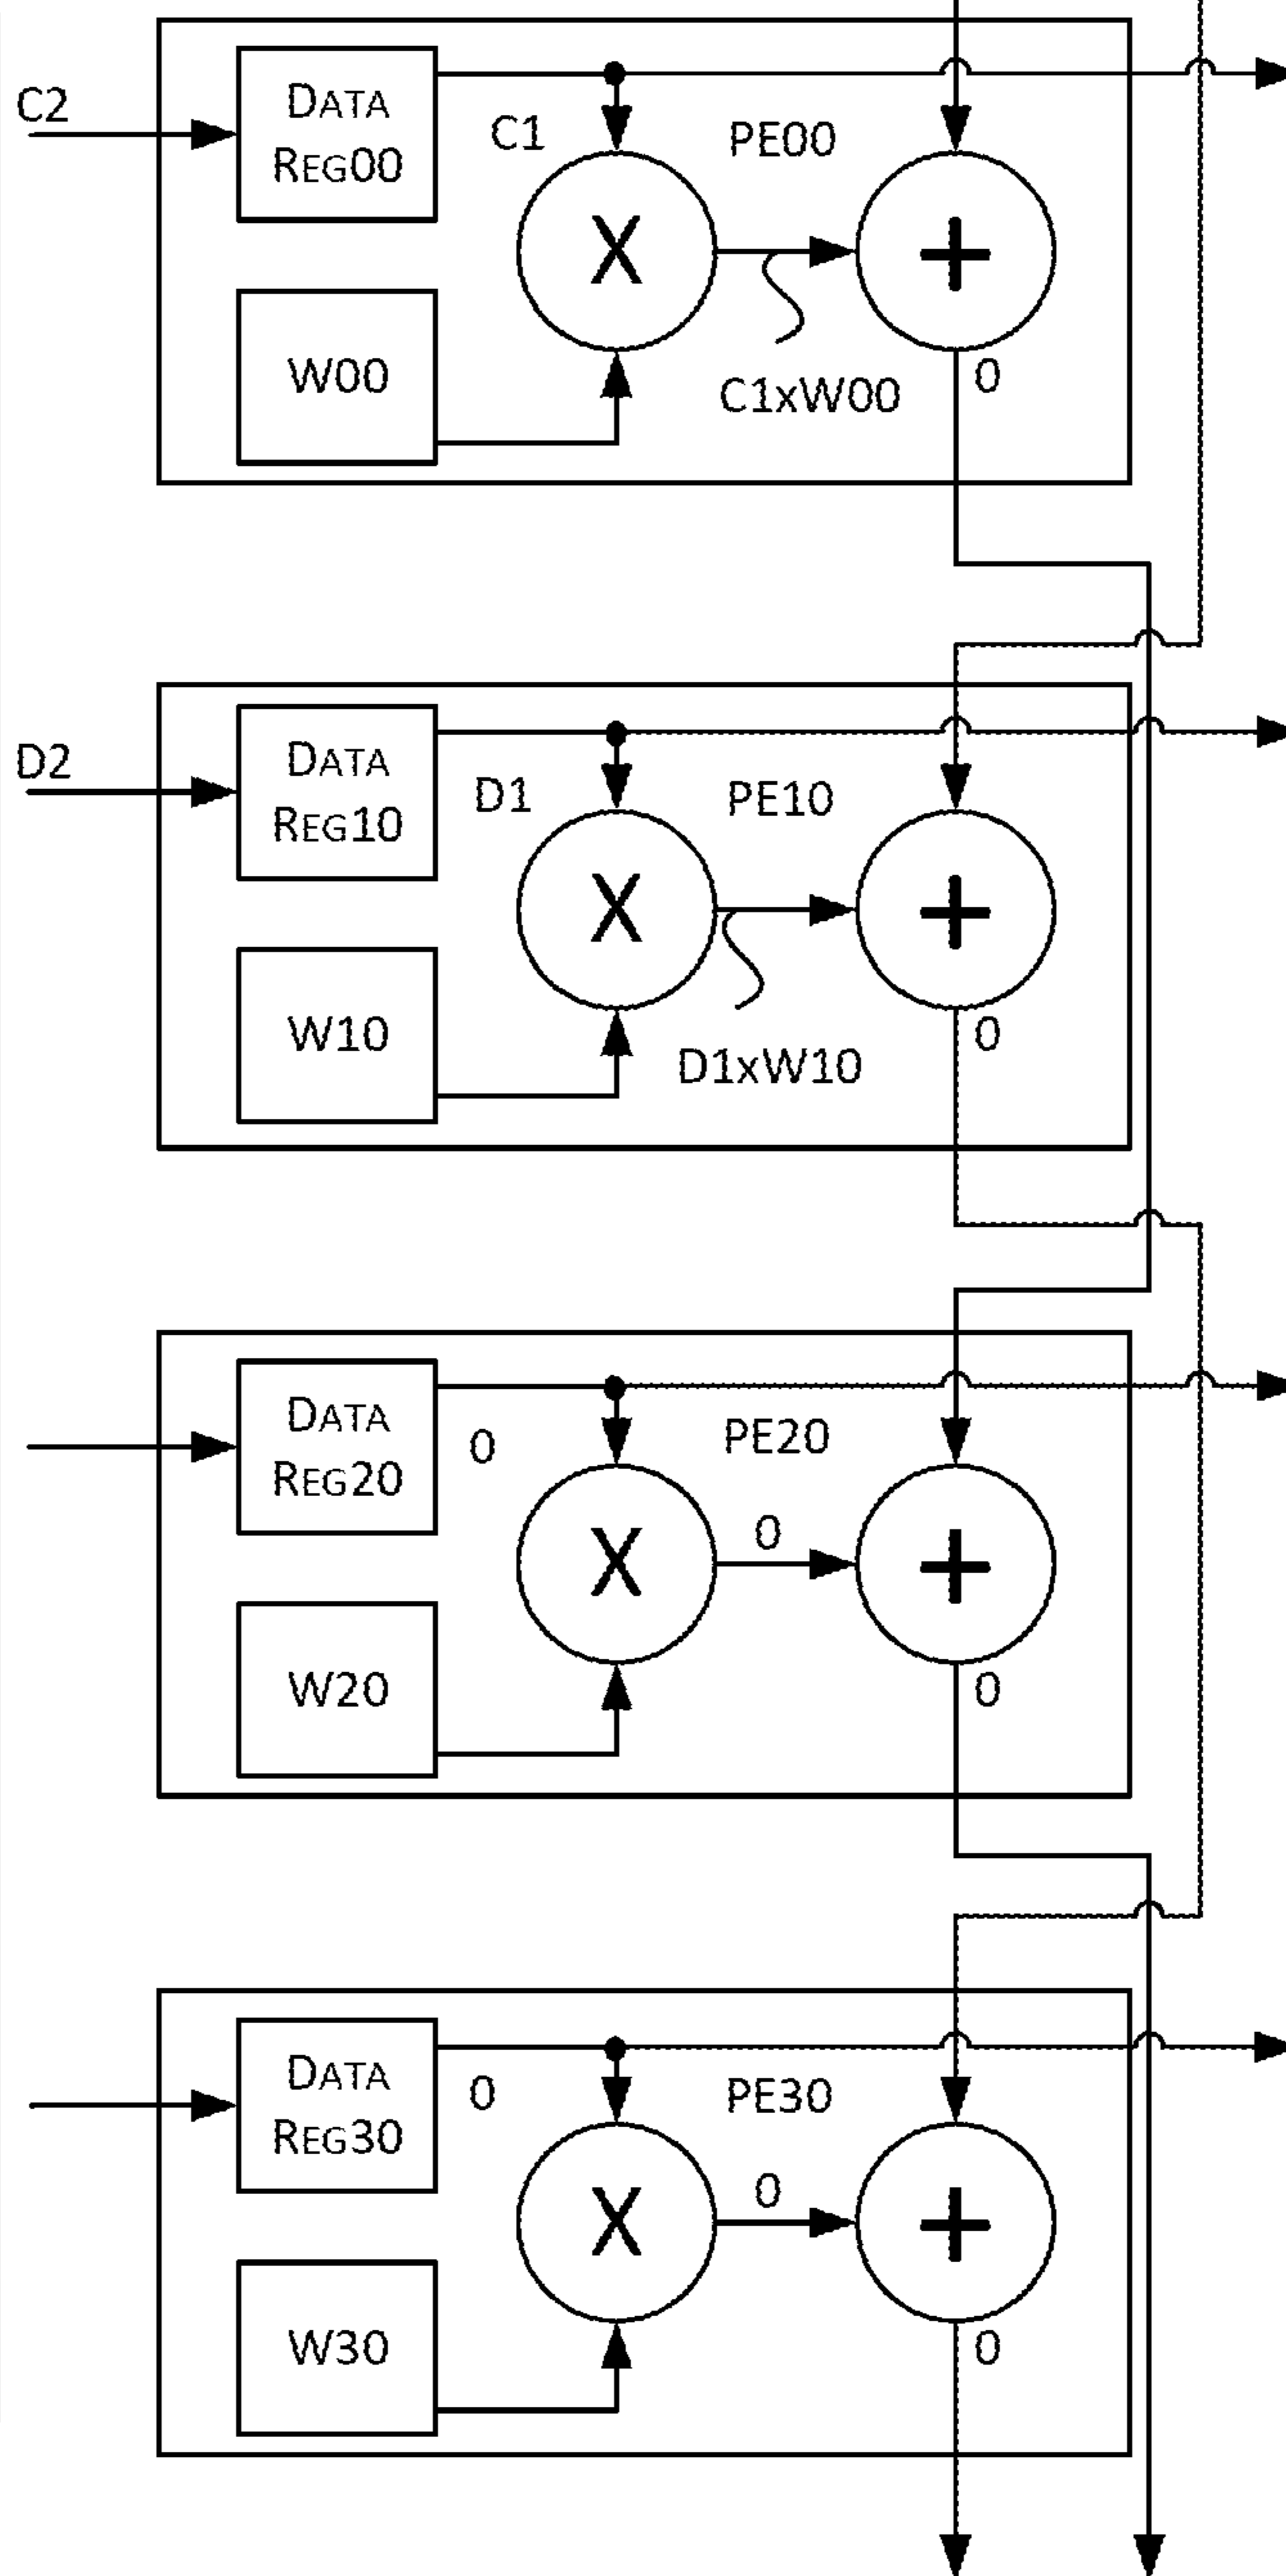 C2
DATA
REG00
C1
PE00
X
+
W00
C1xW00
0
D2
DATA
REG10
D1
PE10
X
+
W10
D1xW10
0
DATA
REG20
0
PE20
0
X
+
W20
0
DATA
REG30
0
PE30
0
X
+
W30
0